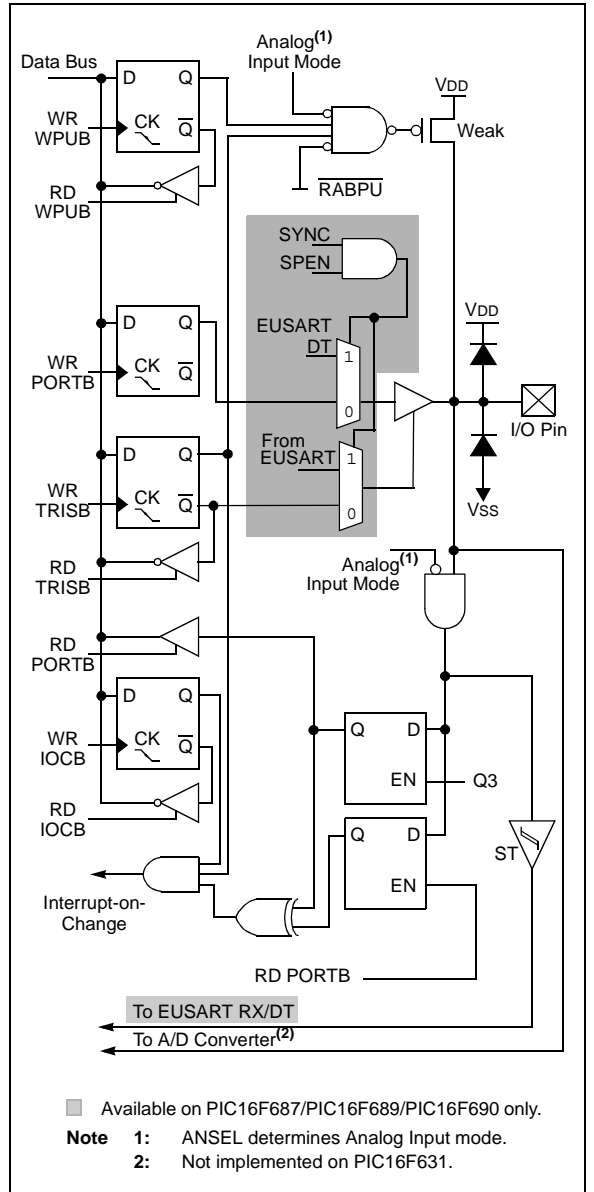 Analog(1)
Input Mode
Data Bus
D Q
VDD
WR
WPUB
CK Q
Weak
RD
WPUB
RABPU
SYNC
SPEN
D Q
EUSART
DT
1
VDD
WR
PORTB
CK Q
0
I/O Pin
From
EUSART
1
D Q
WR
TRISB
CK Q
0
VSS
Analog(1)
Input Mode
RD
TRISB
RD
PORTB
D Q
Q D
WR
IOCB
CK Q
EN
Q3
RD
IOCB
Q D
ST
EN
Interrupt-on-
Change
RD PORTB
To EUSART RX/DT
To A/D Converter(2)
Available on PIC16F687/PIC16F689/PIC16F690 only.
Note 1: ANSEL determines Analog Input mode.
2: Not implemented on PIC16F631.